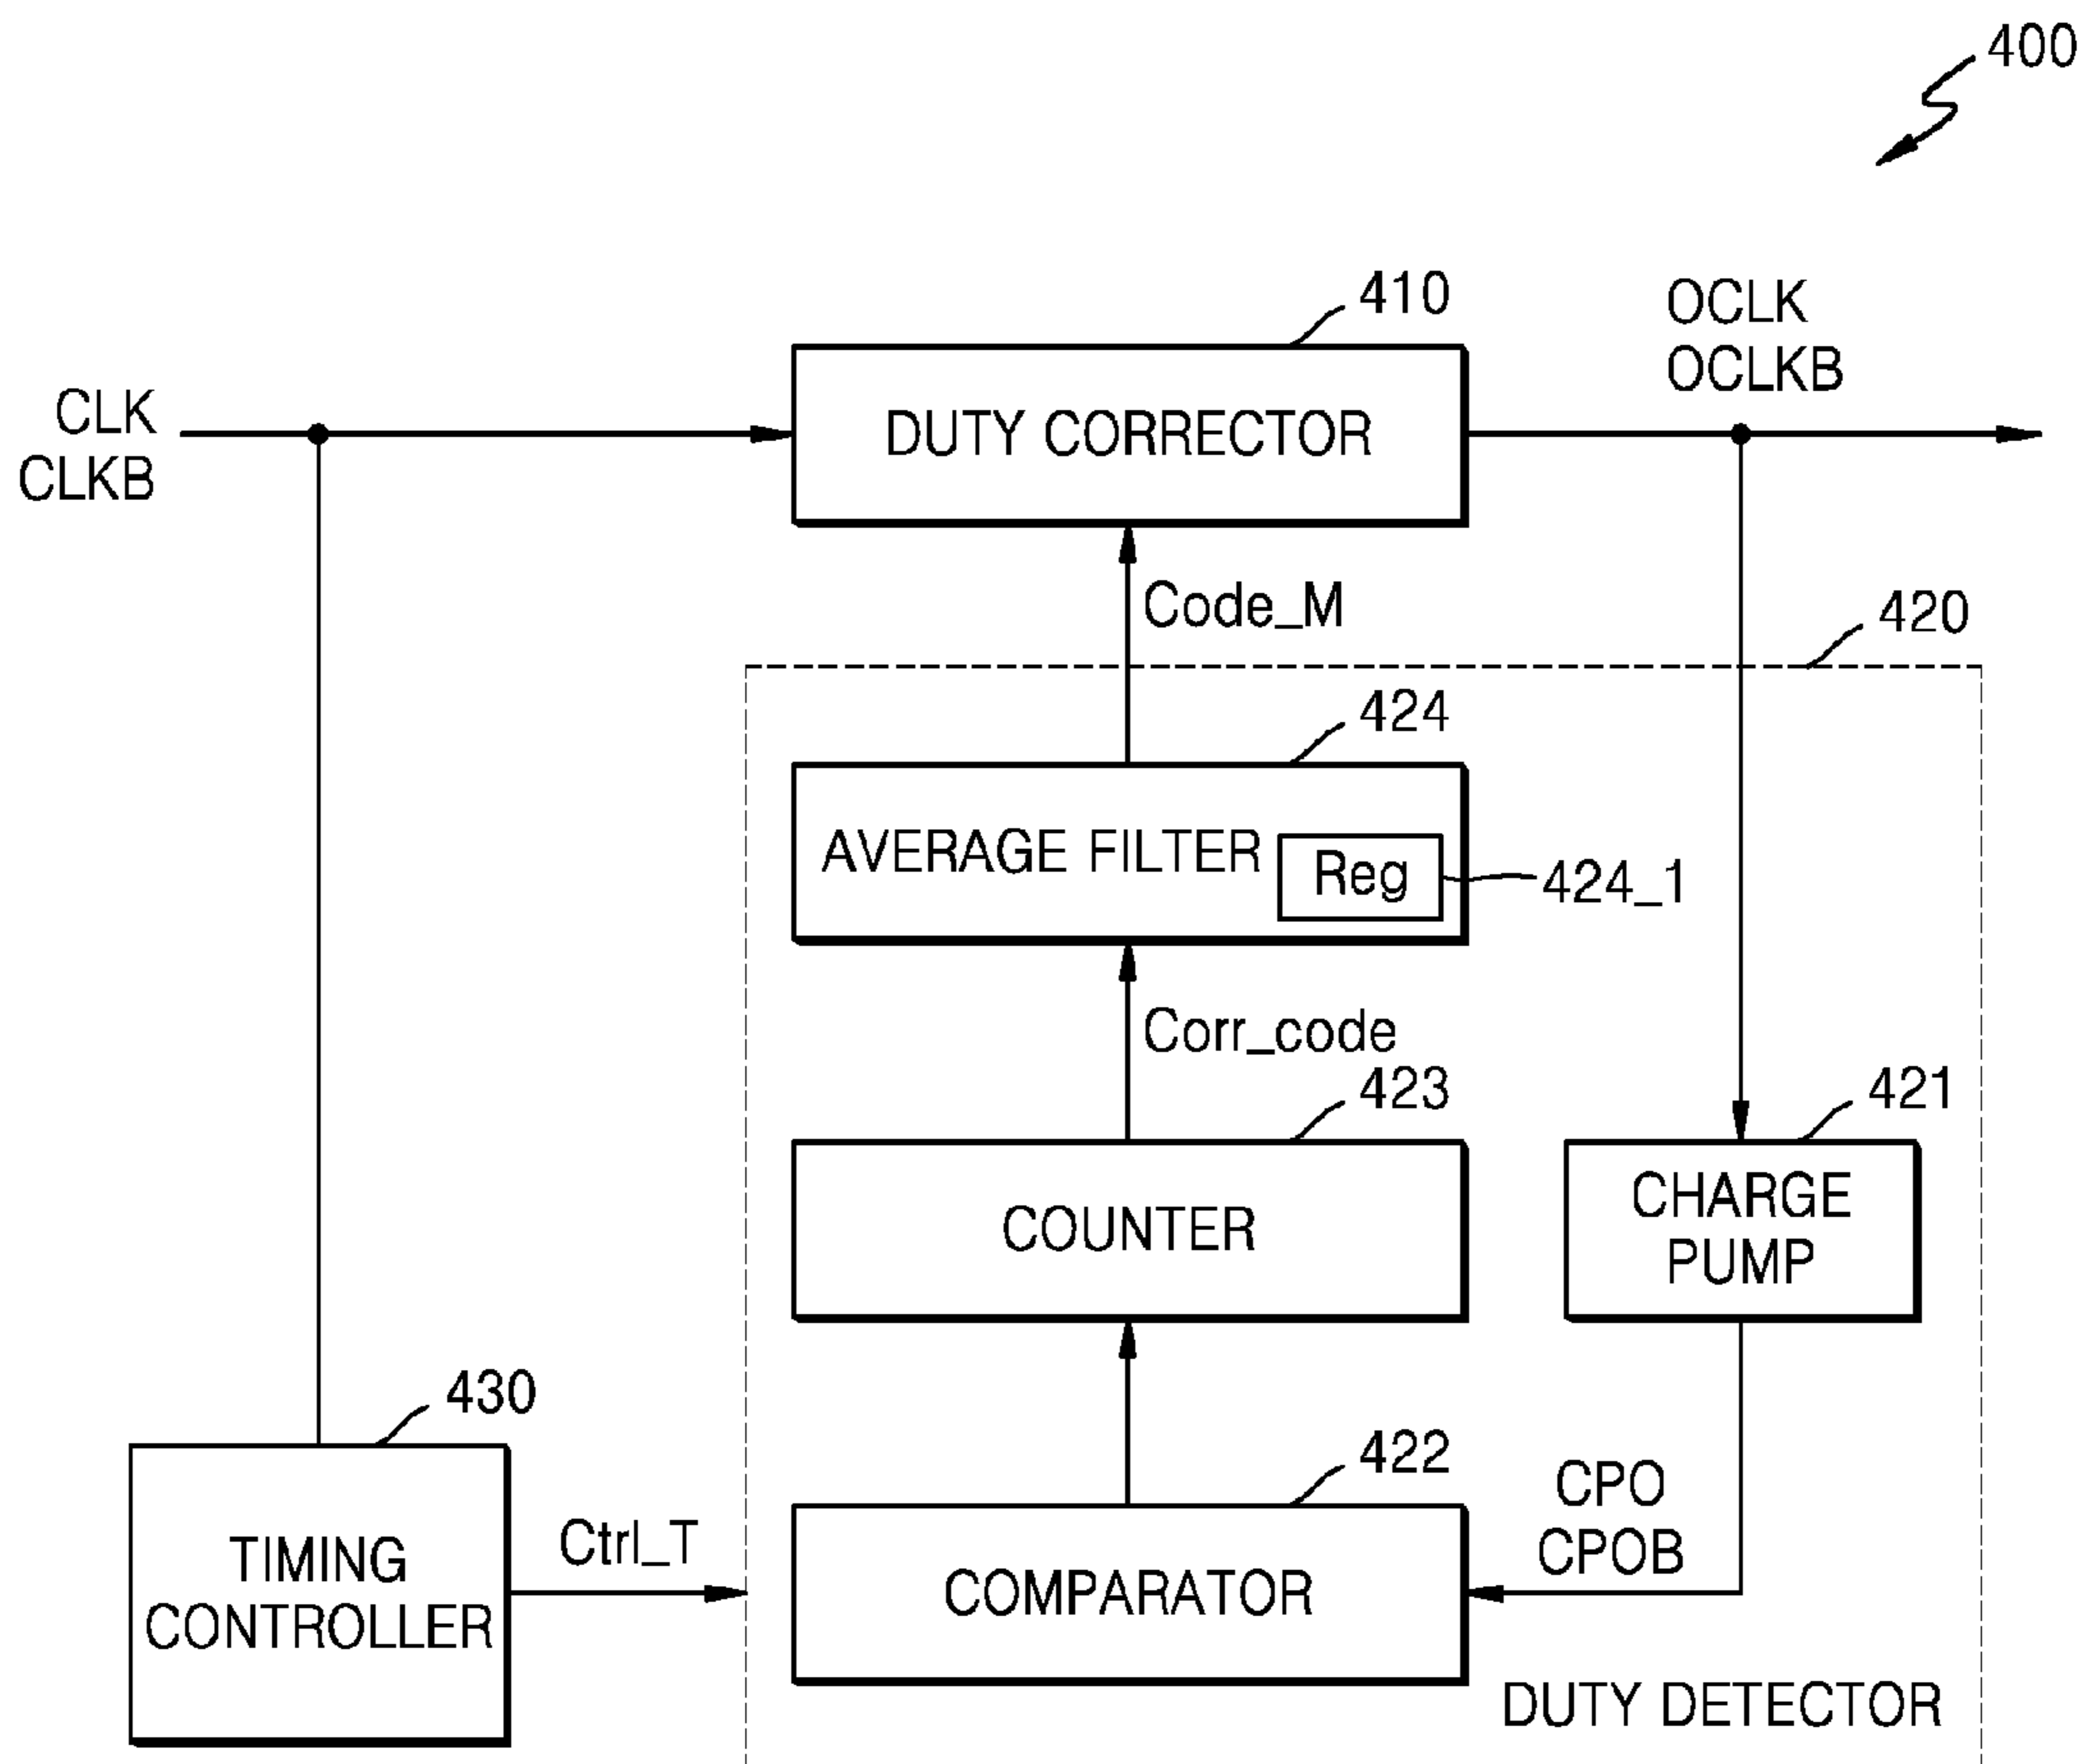 400
410
OCLK
OCLKB
CLK
CLKB
DUTY CORRECTOR
Code_M
420
424
AVERAGE FILTER
Reg
424_1
Corr_code
423
421
COUNTER
CHARGE
PUMP
430
422
CPO
CPOB
TIMING
CONTROLLER
Ctrl_T
COMPARATOR
DUTY DETECTOR